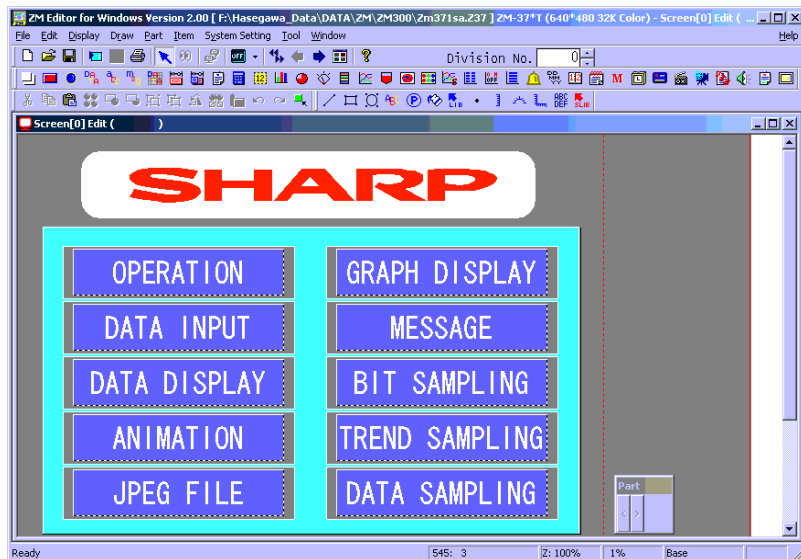 ZM Editor for Windows Version 2.00 [ F:\Hasegawa_Data\DATA\ZM\ZM300\Zm371sa.Z37 ] ZM-37*T (640*480 32K Color) - Screen[0] Edit ( ...
File Edit Display Draw Part Item System Setting Tool Window Help
Division No. 0
Screen[0] Edit ( )
SHARP
OPERATION GRAPH DISPLAY
DATA INPUT MESSAGE
DATA DISPLAY BIT SAMPLING
ANIMATION TREND SAMPLING
JPEG FILE DATA SAMPLING
Part
Ready 545: 3 Z: 100% 1% Base